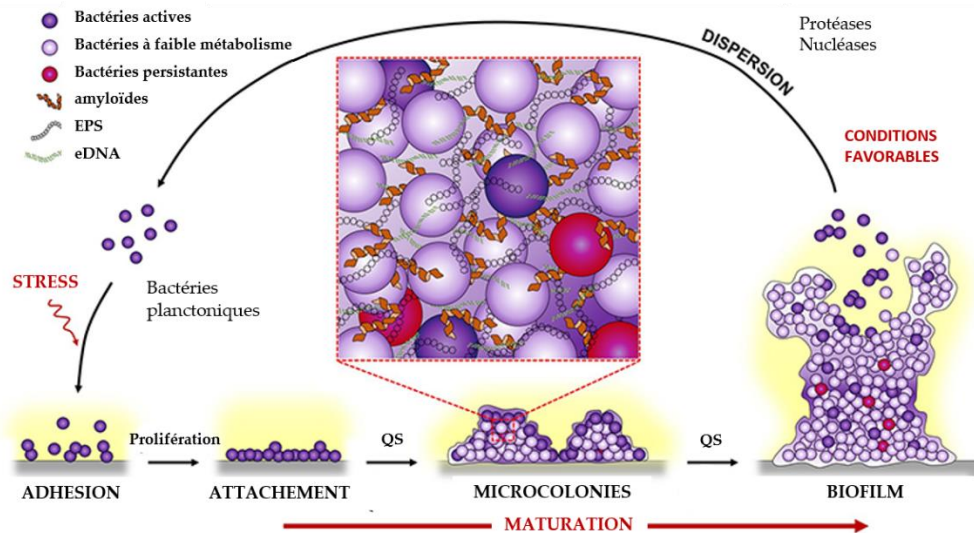 Bactéries actives
Bactéries à faible métabolisme
Bactéries persistantes
amyloïdes
EPS
eDNA
DISPERSION
Protéases
Nucléases
CONDITIONS
FAVORABLES
STRESS
Bactéries
planctoniques
Prolifération
QS
QS
ADHESION
ATTACHEMENT
MICROCOLONIES
BIOFILM
MATURATION